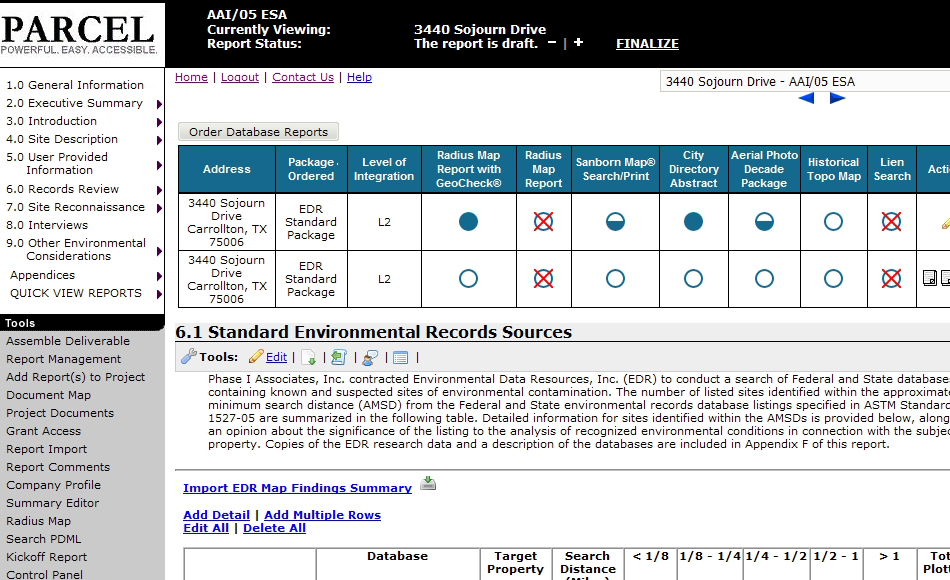 PARCEL
POWERFUL. EASY. ACCESSIBLE.
AAI/05 ESA
Currently Viewing: 3440 Sojourn Drive
Report Status: The report is draft. − | + FINALIZE
Home | Logout | Contact Us | Help
3440 Sojourn Drive - AAI/05 ESA
1.0 General Information
2.0 Executive Summary
3.0 Introduction
4.0 Site Description
5.0 User Provided
Information
6.0 Records Review
7.0 Site Reconnaissance
8.0 Interviews
9.0 Other Environmental
Considerations
Appendices
QUICK VIEW REPORTS
Tools
Assemble Deliverable
Report Management
Add Report(s) to Project
Document Map
Project Documents
Grant Access
Report Import
Report Comments
Company Profile
Summary Editor
Radius Map
Search PDML
Kickoff Report
Control Panel
Order Database Reports
Address
Package
Ordered
Level of
Integration
Radius Map
Report with
GeoCheck®
Radius
Map
Report
Sanborn Map®
Search/Print
City
Directory
Abstract
Aerial Photo
Decade
Package
Historical
Topo Map
Lien
Search
Acti
3440 Sojourn
Drive
Carrollton, TX
75006
EDR
Standard
Package
L2
3440 Sojourn
Drive
Carrollton, TX
75006
EDR
Standard
Package
L2
6.1 Standard Environmental Records Sources
Tools: Edit | | | | |
Phase I Associates, Inc. contracted Environmental Data Resources, Inc. (EDR) to conduct a search of Federal and State database
containing known and suspected sites of environmental contamination. The number of listed sites identified within the approximat
minimum search distance (AMSD) from the Federal and State environmental records database listings specified in ASTM Standar
1527-05 are summarized in the following table. Detailed information for sites identified within the AMSDs is provided below, along
an opinion about the significance of the listing to the analysis of recognized environmental conditions in connection with the subjec
property. Copies of the EDR research data and a description of the databases are included in Appendix F of this report.
Import EDR Map Findings Summary
Add Detail | Add Multiple Rows
Edit All | Delete All
Database
Target
Property
Search
Distance
(Miles)
< 1/8
1/8 - 1/4
1/4 - 1/2
1/2 - 1
> 1
Tot
Plott